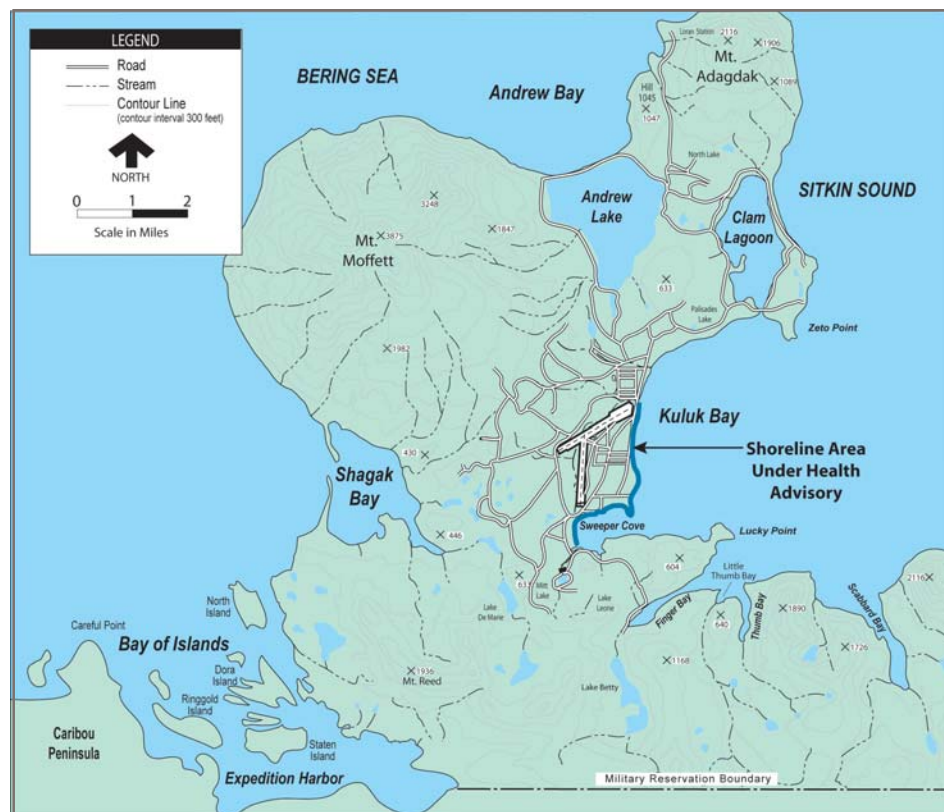 LEGEND
Road
Stream
Contour Line
(contour interval 300 feet)
NORTH
0 1 2
Scale in Miles
BERING SEA
Andrew Bay
Loran Station
2116
1906
Mt.
Adagdak
1089
Hill
1045
1047
North Lake
SITKIN SOUND
Andrew
Lake
Clam
Lagoon
3248
3875
1847
Mt.
Moffett
633
Palisades
Lake
Zeto Point
1982
Kuluk Bay
Shoreline Area
Under Health
Advisory
430
Shagak
Bay
446
Sweeper Cove
Lucky Point
604
Little
Thumb Bay
2116
633
Mitt
Lake
Lake
Leone
Lake
De Marie
Finger Bay
Thumb Bay
Scabbard Bay
640
1890
1726
1168
North
Island
Careful Point
Bay of Islands
Dora
Island
Ringgold
Island
1936
Mt. Reed
Lake Betty
Caribou
Peninsula
Staten
Island
Expedition Harbor
Military Reservation Boundary